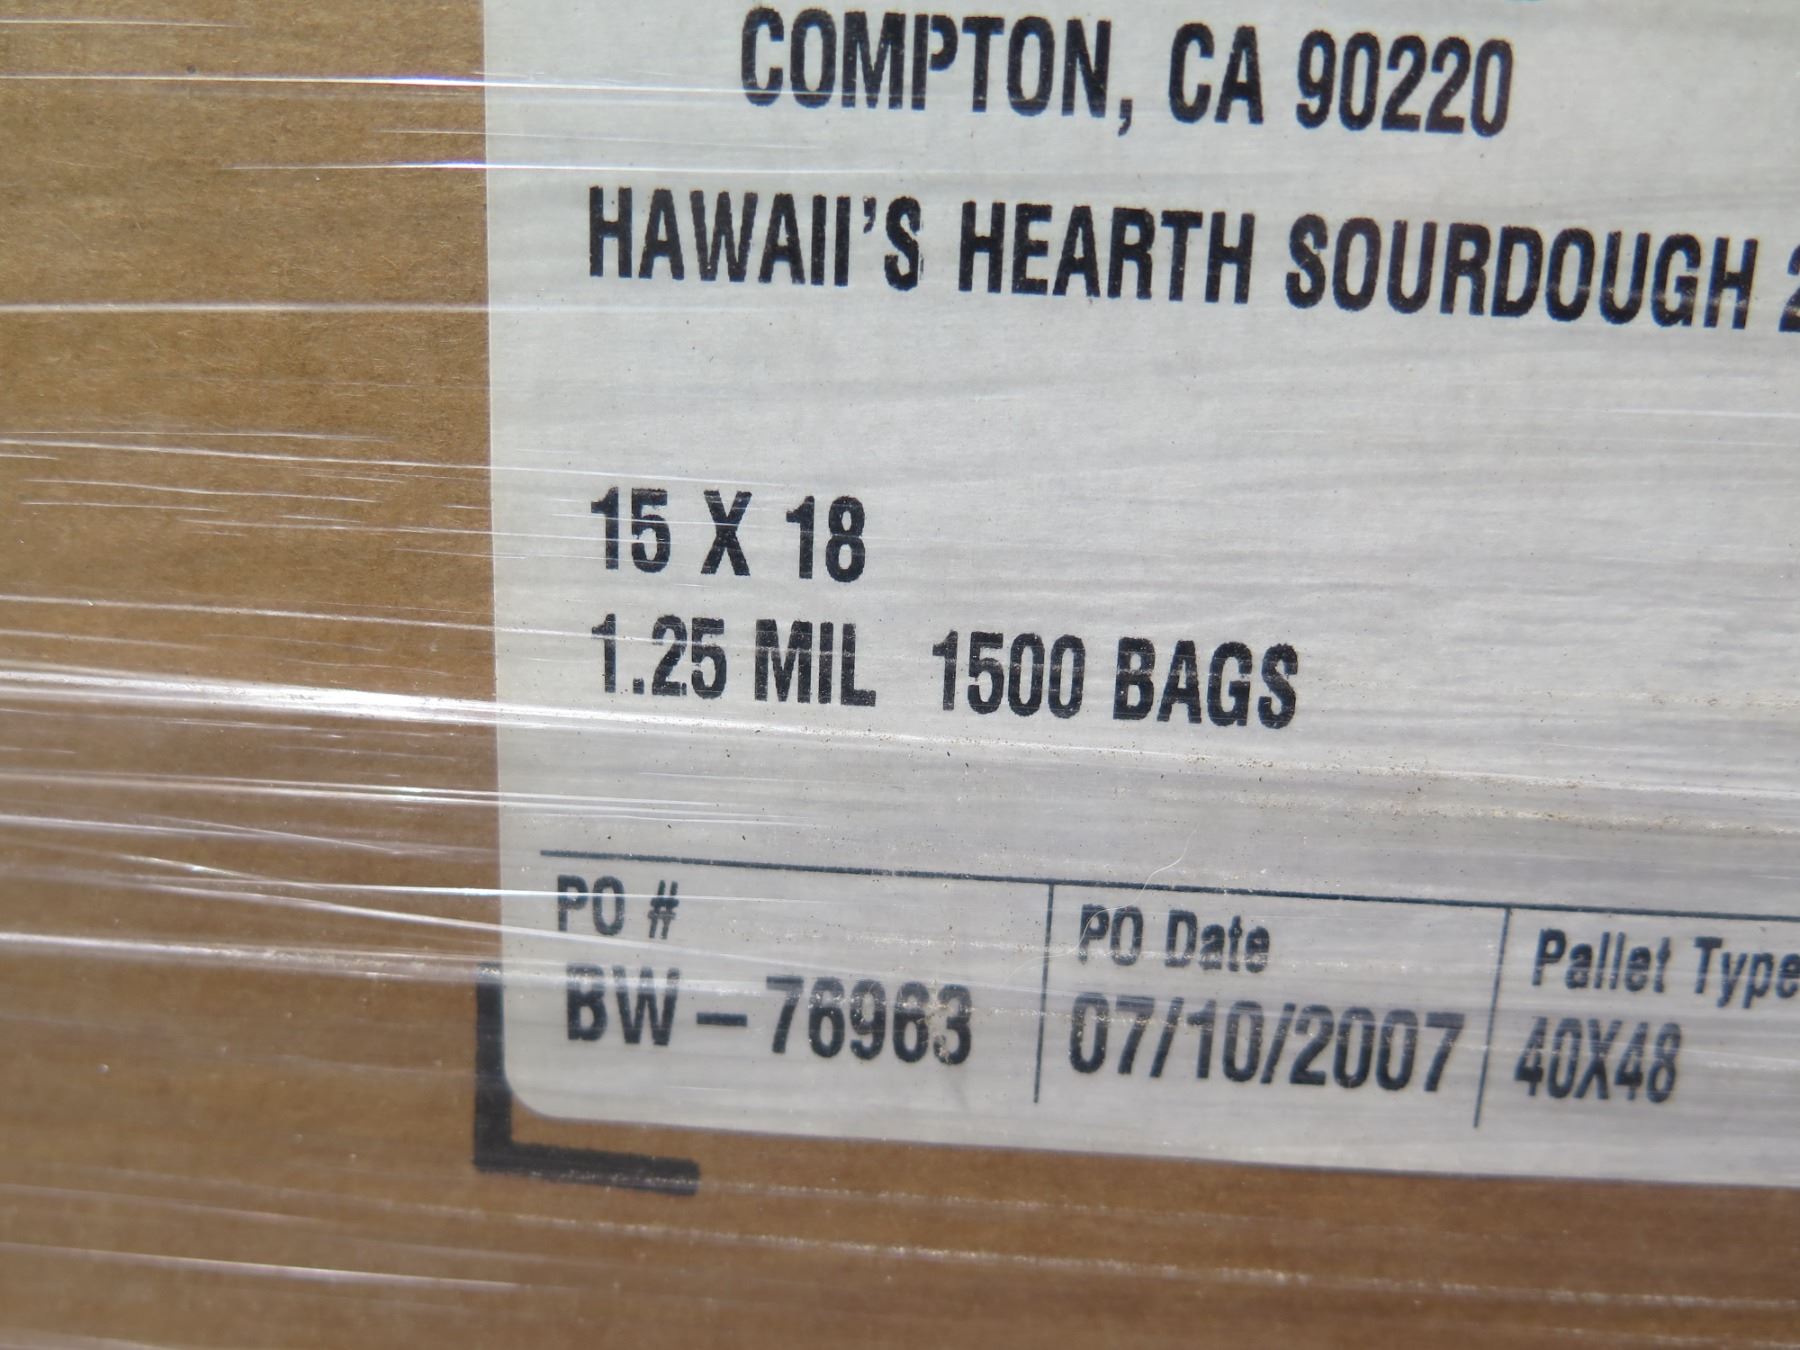 COMPTON, CA 90220
HAWAII'S HEARTH SOURDOUGH
15 X 18
1.25 MIL 1500 BAGS
PO #
BW-76963
PO Date
07/10/2007
Pallet Type
40X48